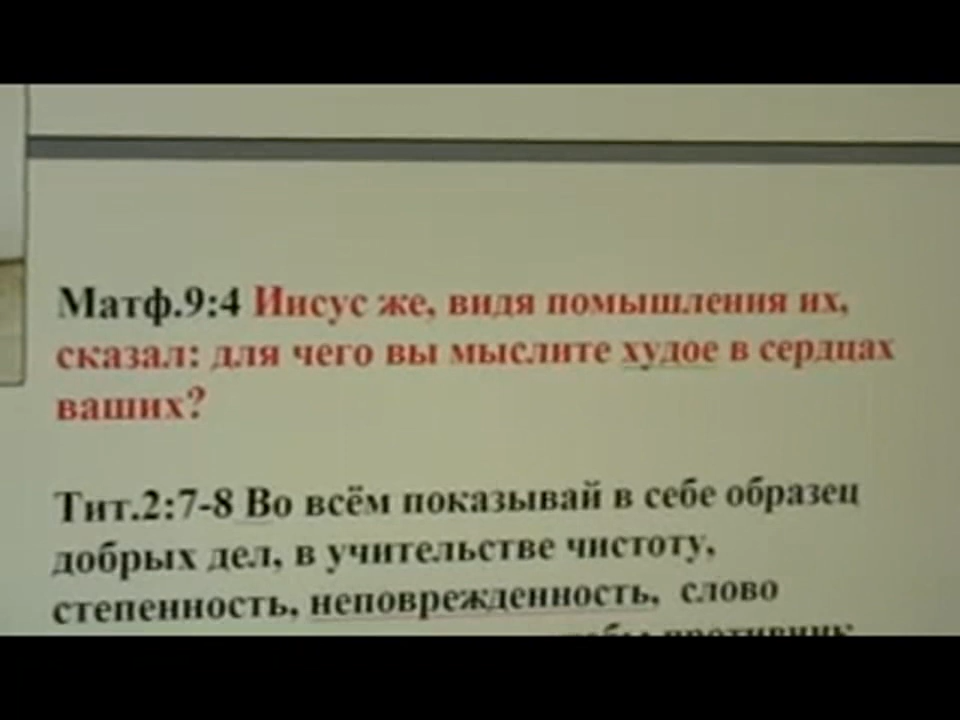 Матф.9:4 Иисус же, видя помышления их,
сказал: для чего вы мыслите худое в сердцах
ваших?
Тит.2:7-8 Во всём показывай в себе образец
добрых дел, в учительстве чистоту,
степенность, неповрежденность, слово